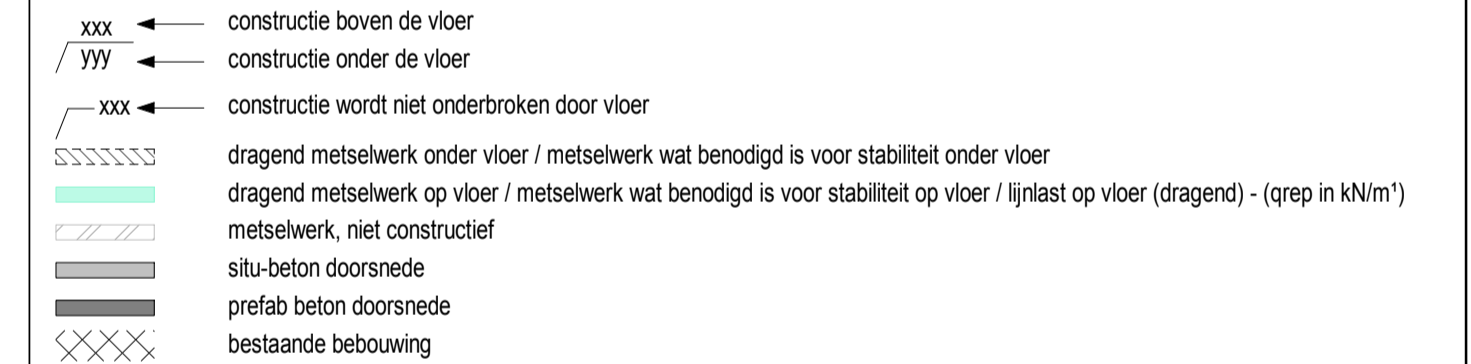 xxx constructie boven de vloer
yyy constructie onder de vloer
xxx constructie wordt niet onderbroken door vloer
dragend metselwerk onder vloer / metselwerk wat benodigd is voor stabiliteit onder vloer
dragend metselwerk op vloer / metselwerk wat benodigd is voor stabiliteit op vloer / lijnlast op vloer (dragend) - (qrep in kN/m¹)
metselwerk, niet constructief
situ-beton doorsnede
prefab beton doorsnede
bestaande bebouwing